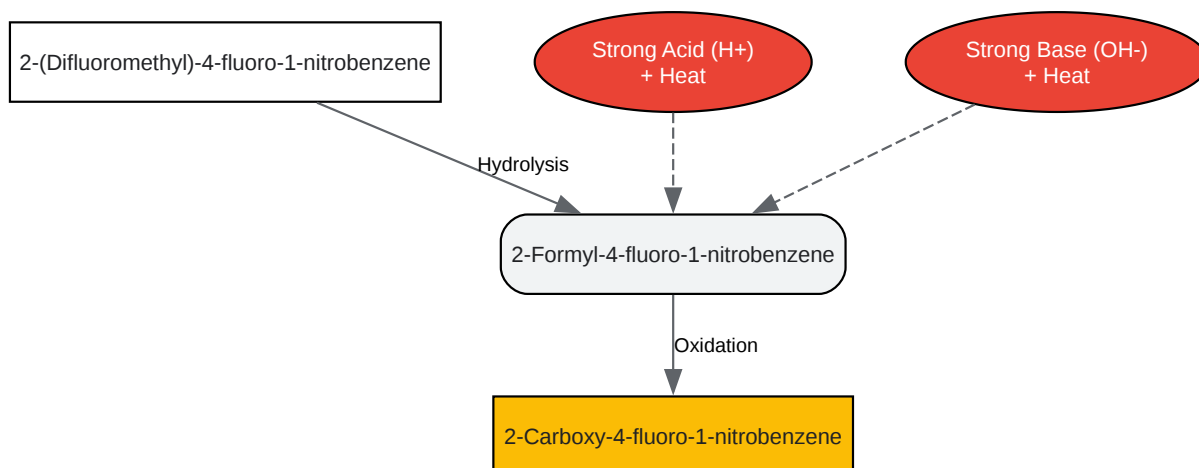 2-(Difluoromethyl)-4-fluoro-1-nitrobenzene
Strong Acid (H+)
+ Heat
Strong Base (OH-)
+ Heat
Hydrolysis
2-Formyl-4-fluoro-1-nitrobenzene
Oxidation
2-Carboxy-4-fluoro-1-nitrobenzene